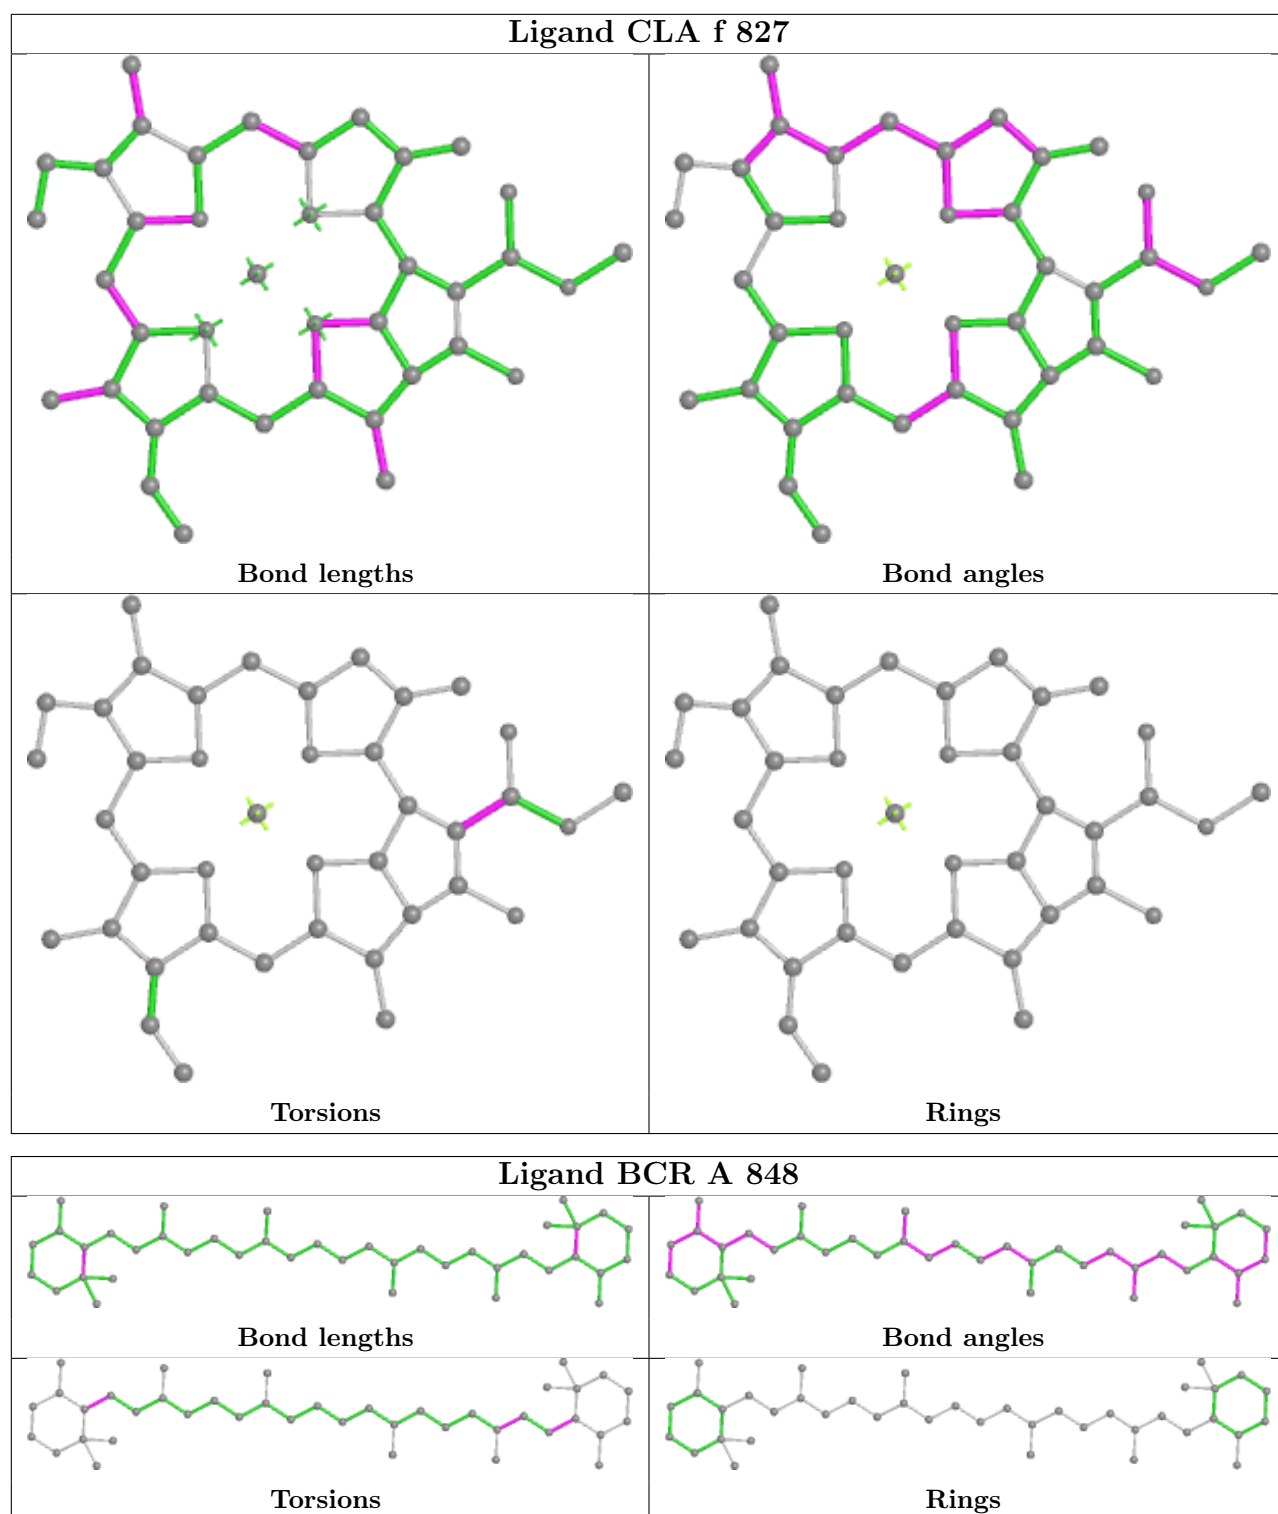 Ligand CLA f 827
Bond lengths
Bond angles
Torsions
Rings
Ligand BCR A 848
Bond lengths
Bond angles
Torsions
Rings